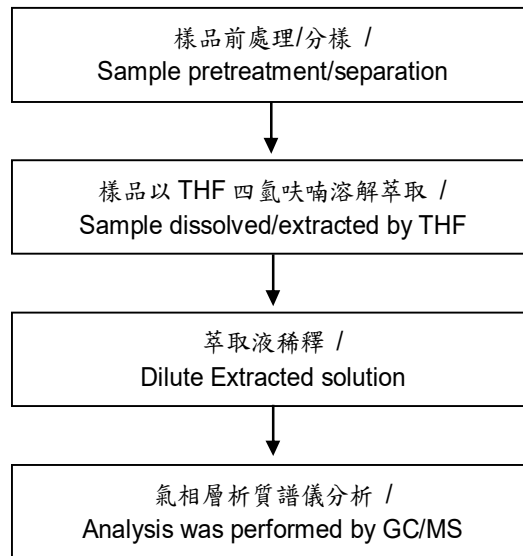 樣品前處理/分樣 /
Sample pretreatment/separation
樣品以 THF 四氫呋喃溶解萃取 /
Sample dissolved/extracted by THF
萃取液稀釋 /
Dilute Extracted solution
氣相層析質譜儀分析 /
Analysis was performed by GC/MS